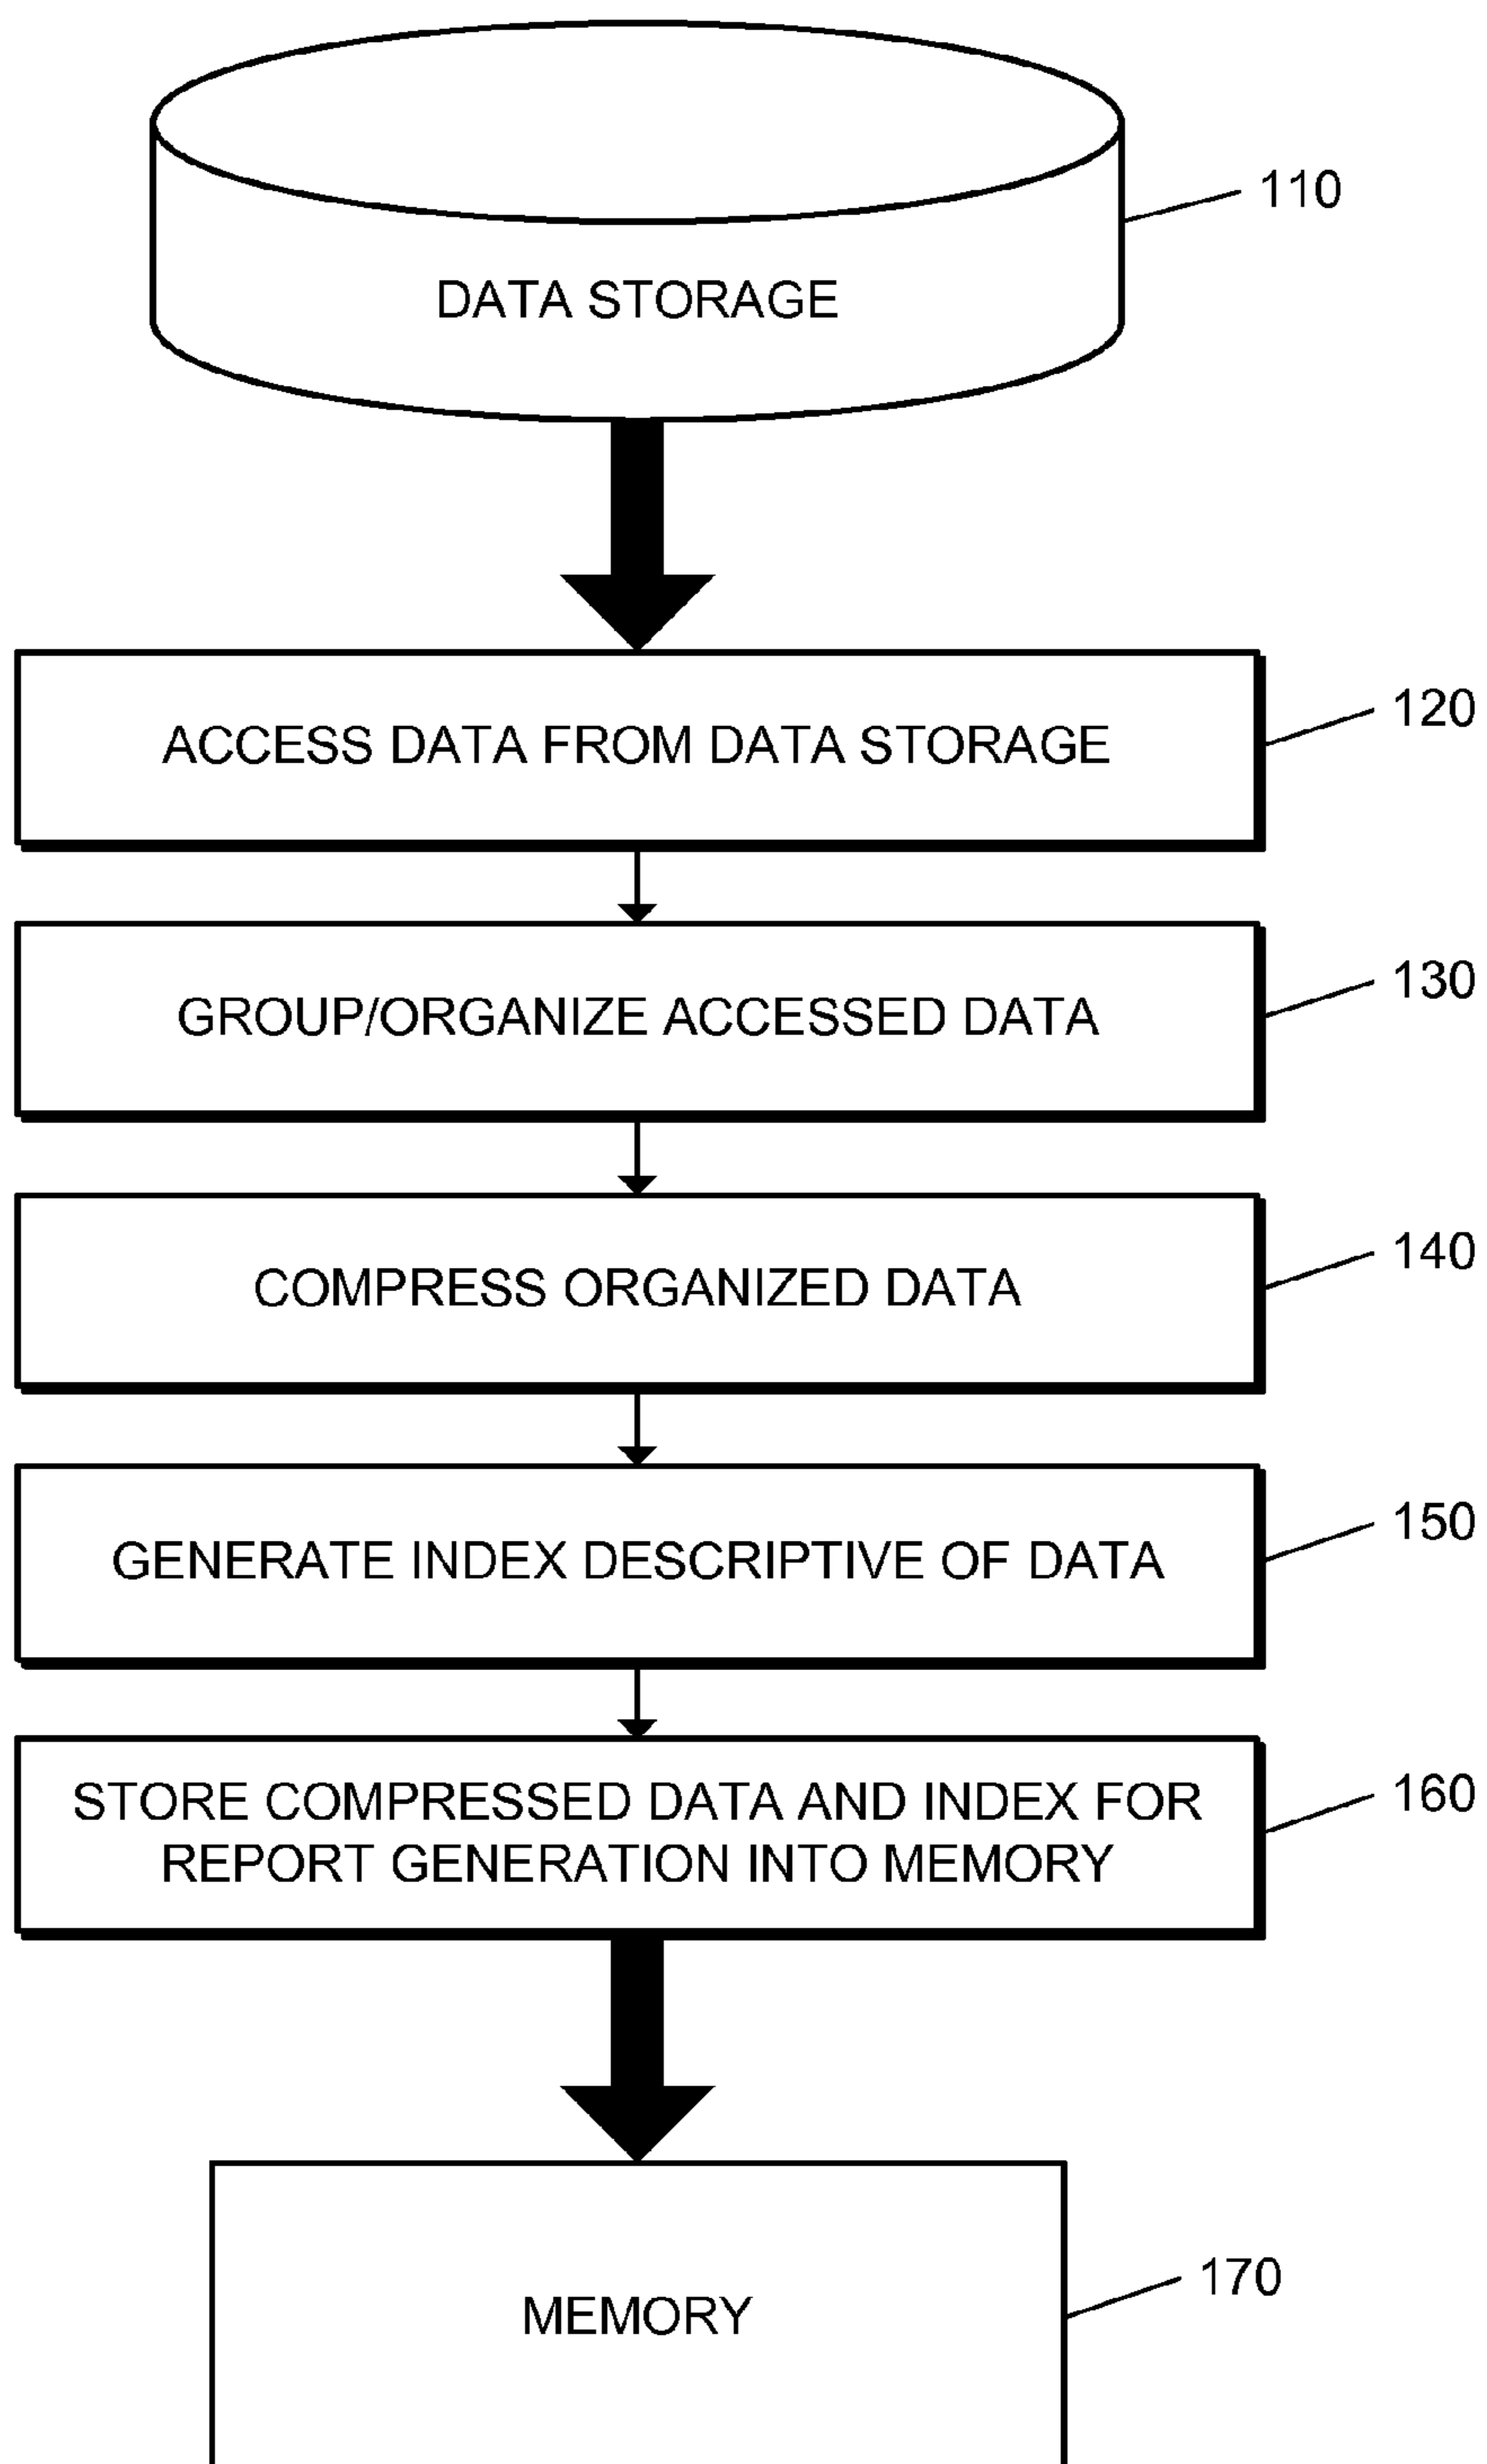 110
DATA STORAGE
120
ACCESS DATA FROM DATA STORAGE
130
GROUP/ORGANIZE ACCESSED DATA
140
COMPRESS ORGANIZED DATA
150
GENERATE INDEX DESCRIPTIVE OF DATA
160
STORE COMPRESSED DATA AND INDEX FOR
REPORT GENERATION INTO MEMORY
170
MEMORY